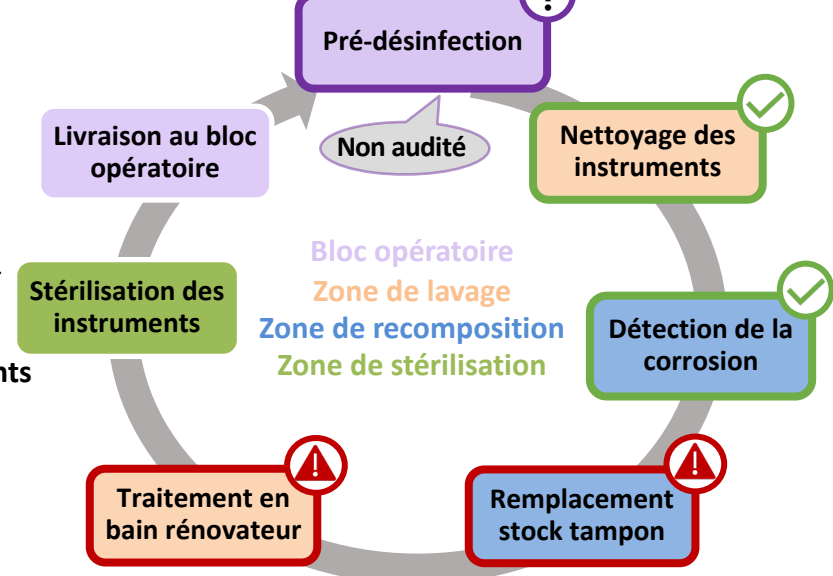 Pré-désinfection
Livraison au bloc
opératoire
Non audité
Nettoyage des
instruments
Bloc opératoire
Zone de lavage
Zone de recomposition
Zone de stérilisation
Stérilisation des
instruments
Détection de la
corrosion
nts
Traitement en
bain rénovateur
Remplacement
stock tampon